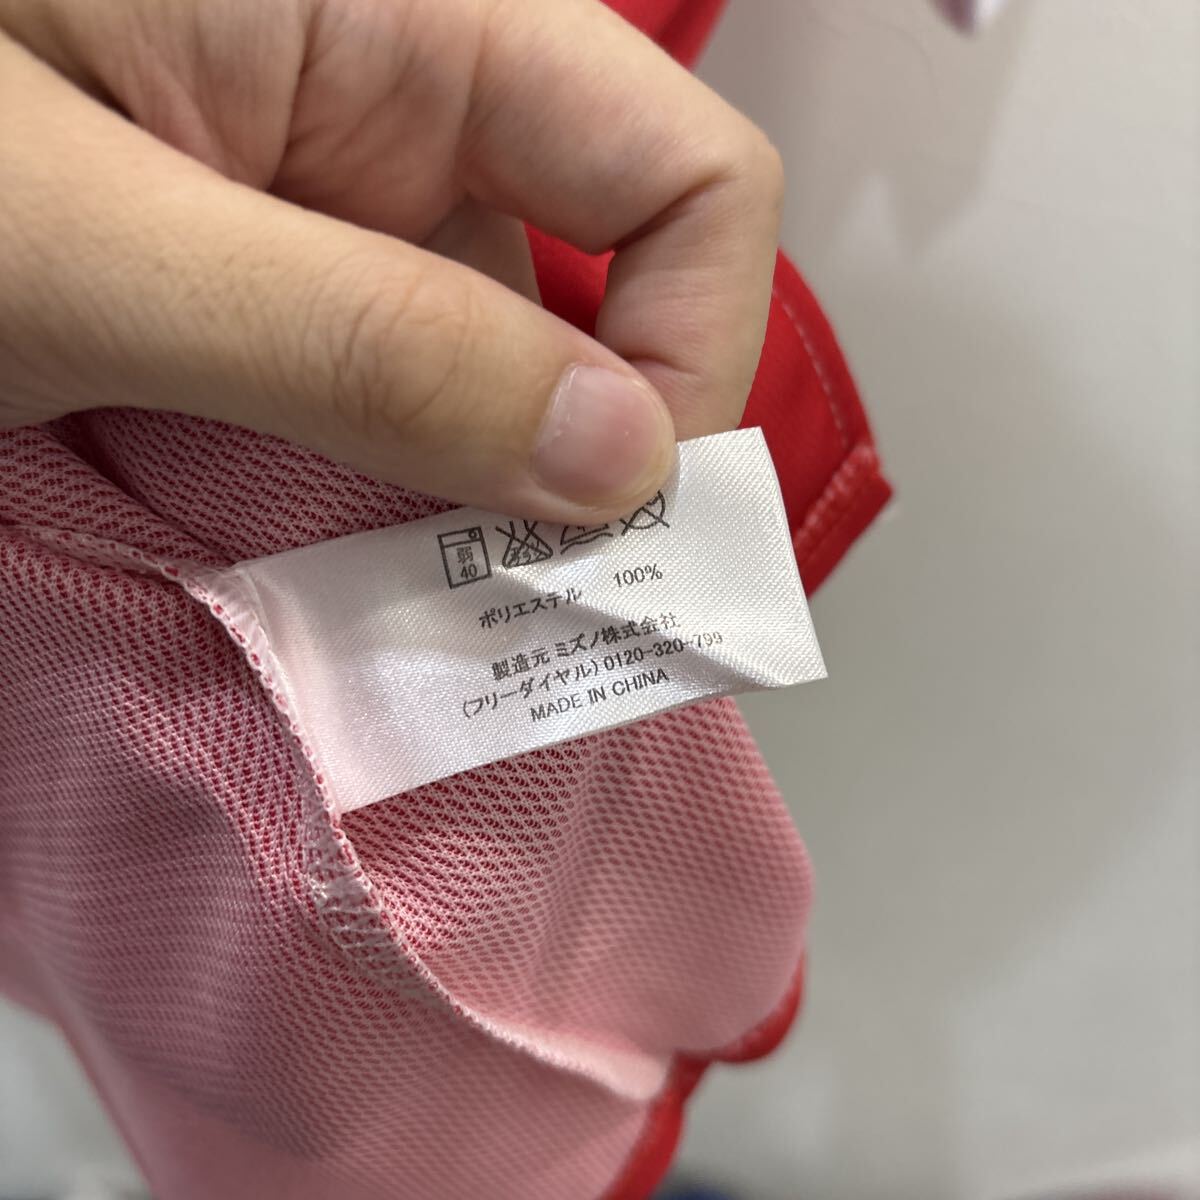 弱
40
ポリエステル 100%
製造元 ミズノ株式会社
(フリーダイヤル) 0120-320-799
MADE IN CHINA